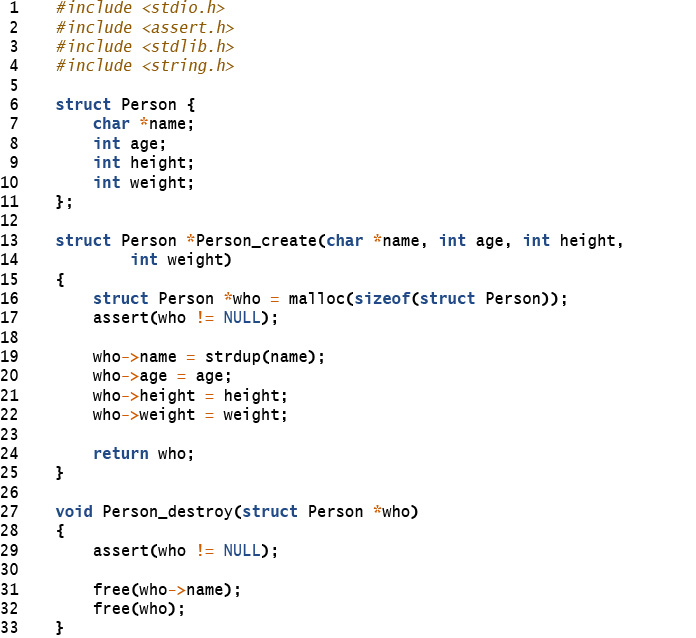 1 #include <stdio.h>
2 #include <assert.h>
3 #include <stdlib.h>
4 #include <string.h>
5
6 struct Person {
7     char *name;
8     int age;
9     int height;
10     int weight;
11 };
12
13 struct Person *Person_create(char *name, int age, int height,
14         int weight)
15 {
16     struct Person *who = malloc(sizeof(struct Person));
17     assert(who != NULL);
18
19     who->name = strdup(name);
20     who->age = age;
21     who->height = height;
22     who->weight = weight;
23
24     return who;
25 }
26
27 void Person_destroy(struct Person *who)
28 {
29     assert(who != NULL);
30
31     free(who->name);
32     free(who);
33 }